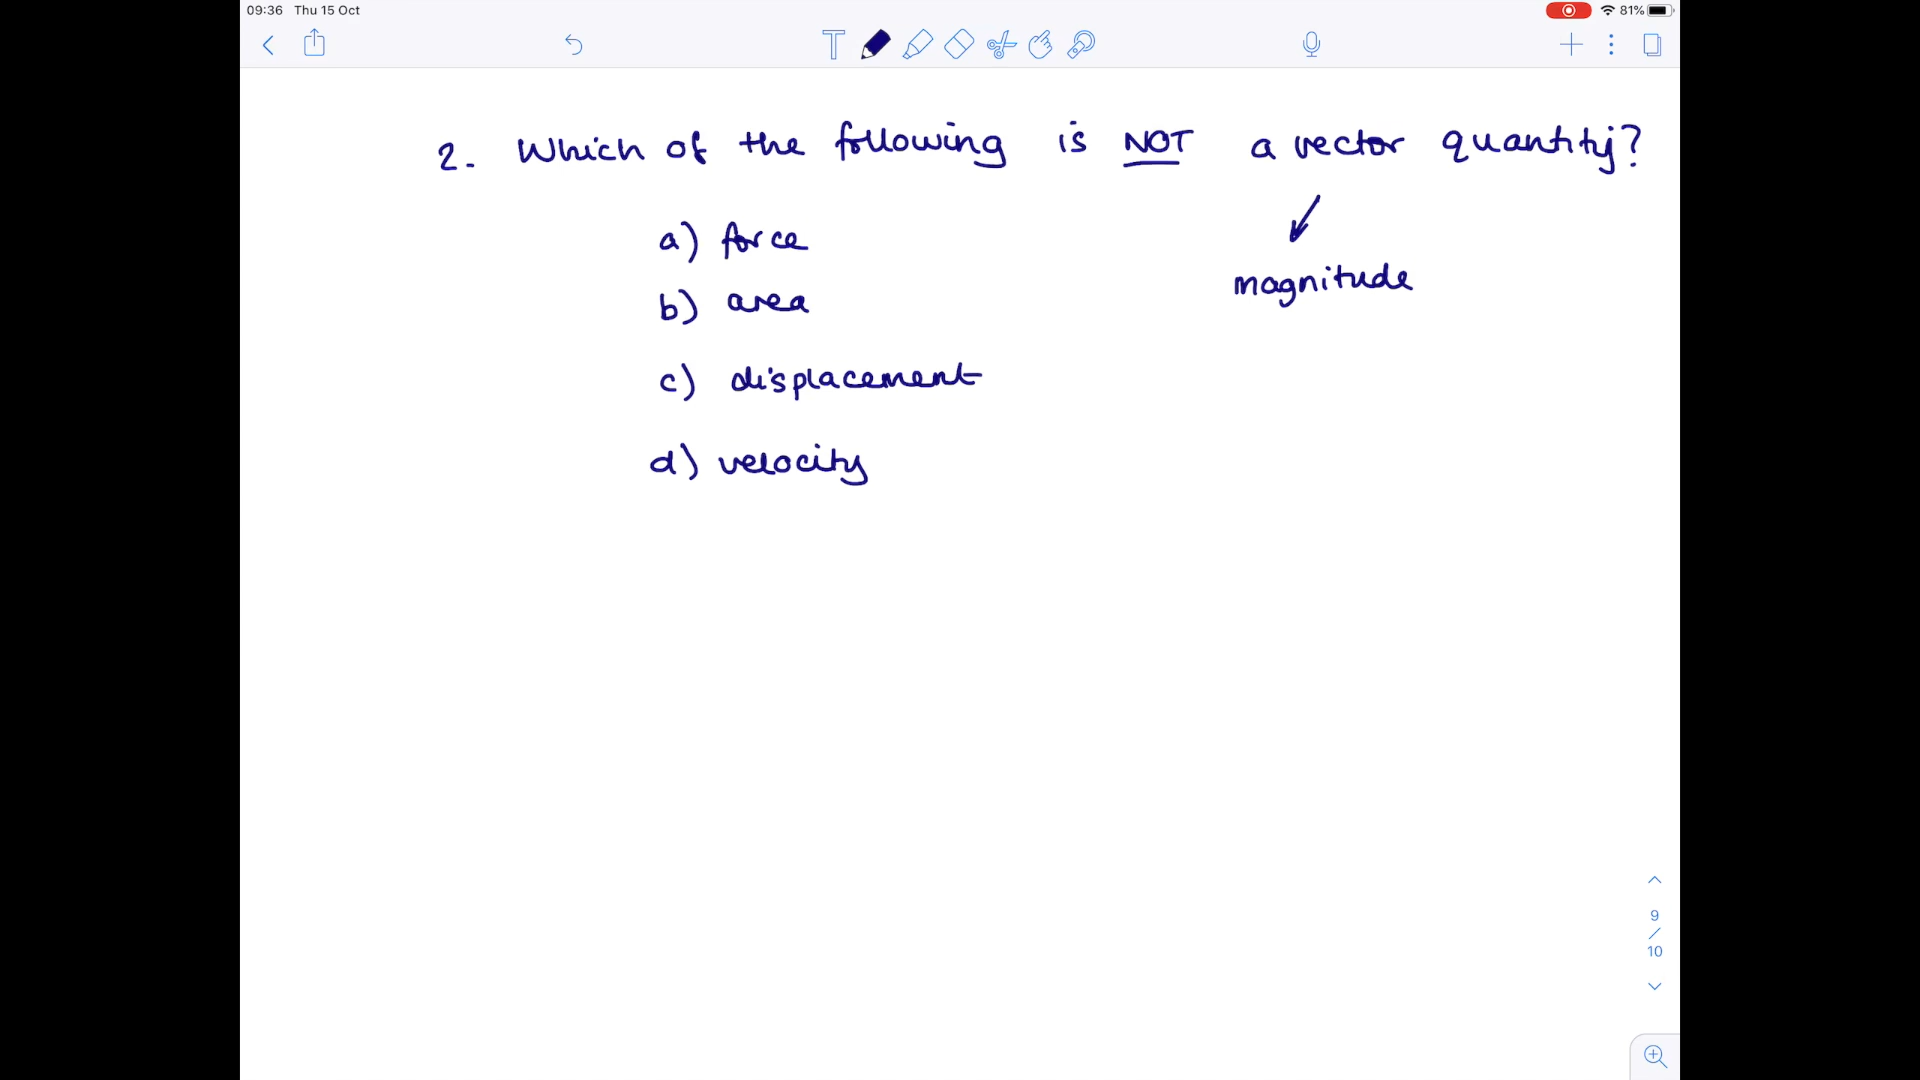 09:36 Thu 15 Oct
81%
T
2. Which of the following is NOT a vector quantity?
a) force
magnitude
b) area
c) displacement
d) velocity
9
/
10